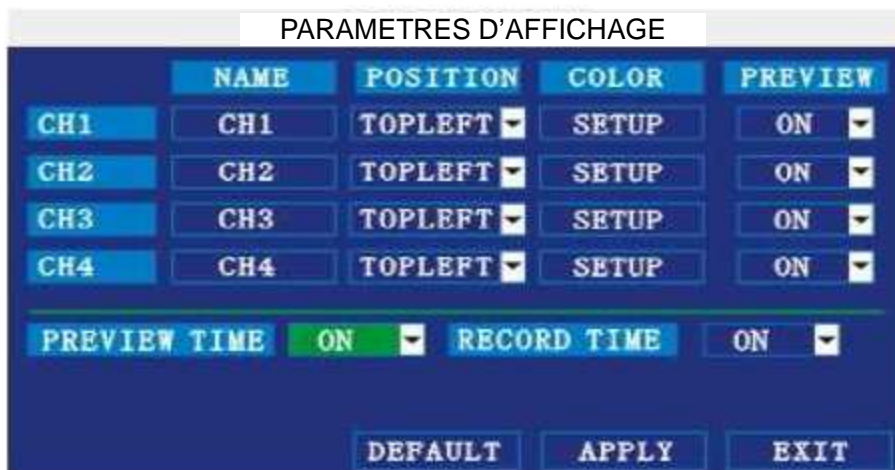 PARAMETRES D'AFFICHAGE
NAME POSITION COLOR PREVIEW
CH1 CH1 TOPLEFT SETUP ON
CH2 CH2 TOPLEFT SETUP ON
CH3 CH3 TOPLEFT SETUP ON
CH4 CH4 TOPLEFT SETUP ON
PREVIEW TIME ON RECORD TIME ON
DEFAULT APPLY EXIT